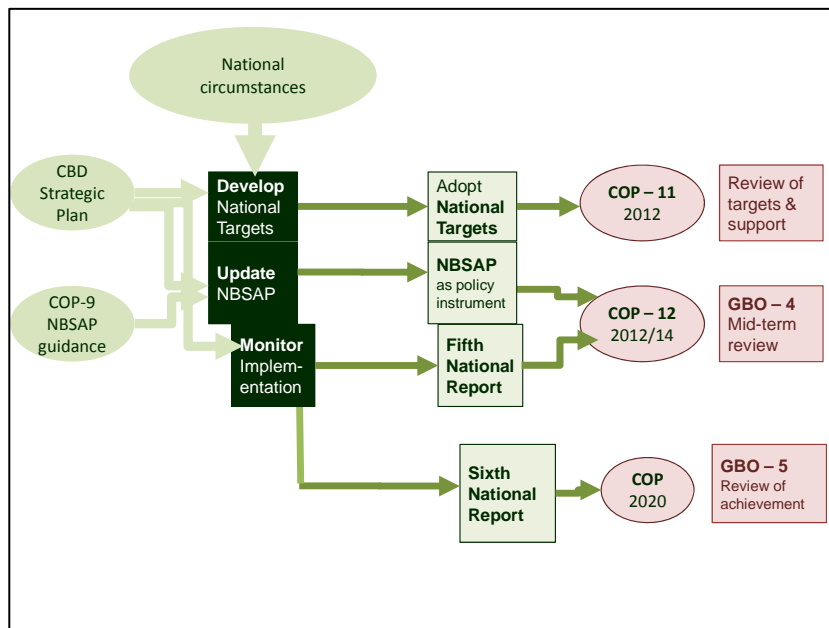 National
circumstances
CBD
Strategic
Plan
COP-9
NBSAP
guidance
Develop
National
Targets
Update
NBSAP
Monitor
Implem-
entation
Adopt
National
Targets
NBSAP
as policy
instrument
Fifth
National
Report
Sixth
National
Report
COP – 11
2012
COP – 12
2012/14
COP
2020
Review of
targets &
support
GBO – 4
Mid-term
review
GBO – 5
Review of
achievement